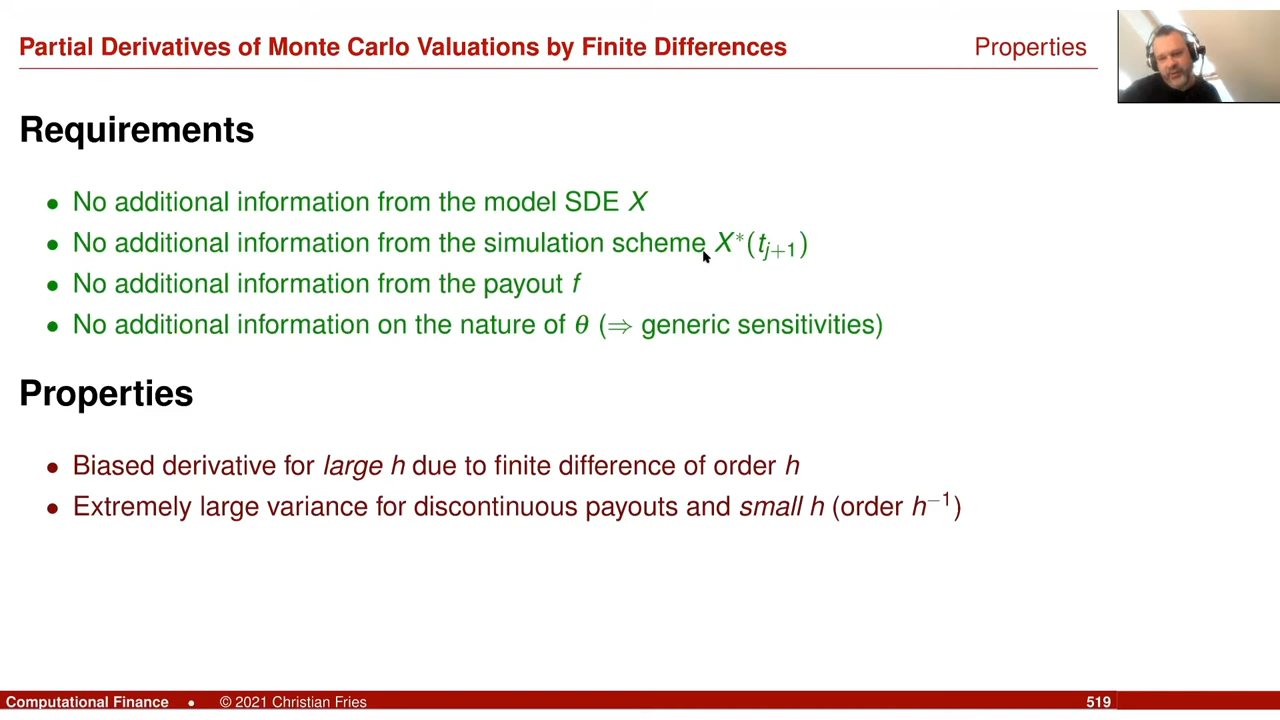 Partial Derivatives of Monte Carlo Valuations by Finite Differences Properties
Requirements
• No additional information from the model SDE X
• No additional information from the simulation scheme X*(t_{j+1})
• No additional information from the payout f
• No additional information on the nature of θ (⇒ generic sensitivities)
Properties
• Biased derivative for large h due to finite difference of order h
• Extremely large variance for discontinuous payouts and small h (order h⁻¹)
Computational Finance • © 2021 Christian Fries 519